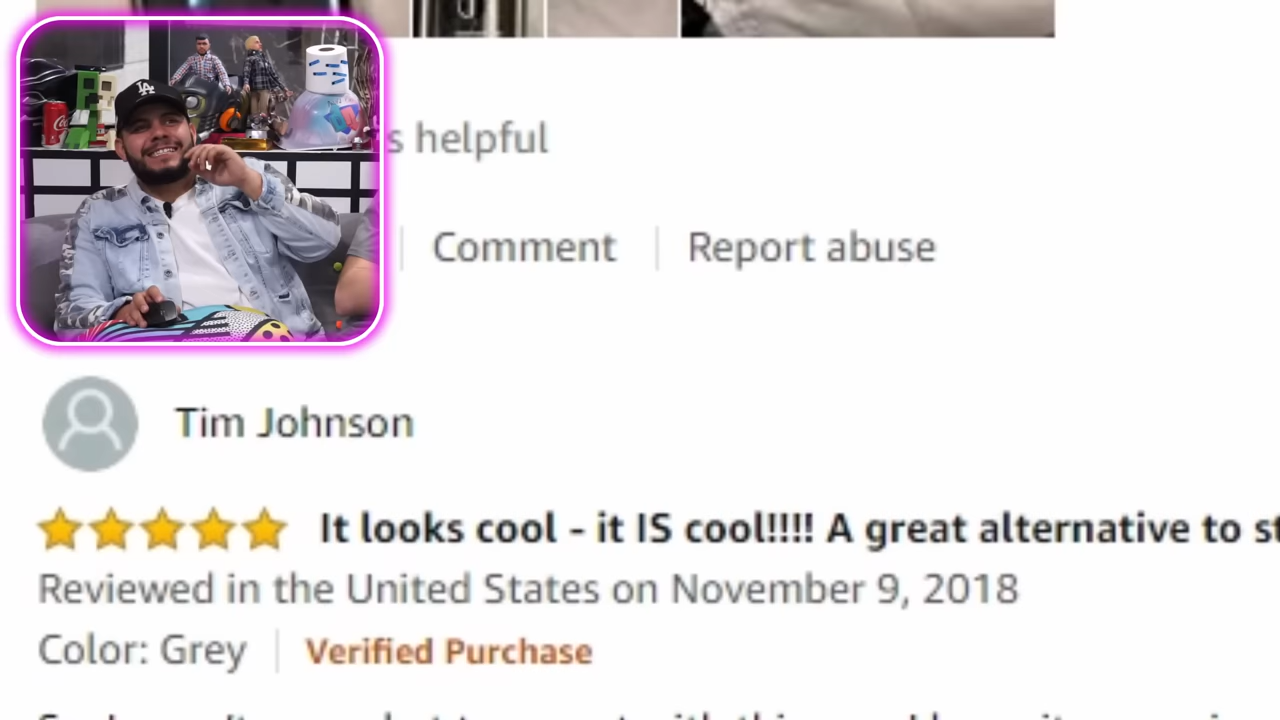 LA
s helpful
Comment
Report abuse
Tim Johnson
It looks cool - it IS cool!!!! A great alternative to
Reviewed in the United States on November 9, 2018
Color: Grey
Verified Purchase